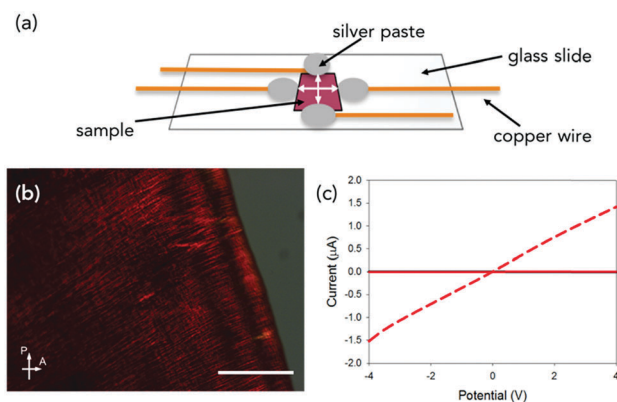 (a)
silver paste
glass slide
sample
copper wire
(b)
P
A
(c)
Current (μA)
2.0
1.5
1.0
0.5
0.0
-0.5
-1.0
-1.5
-2.0
-4
-2
0
2
4
Potential (V)